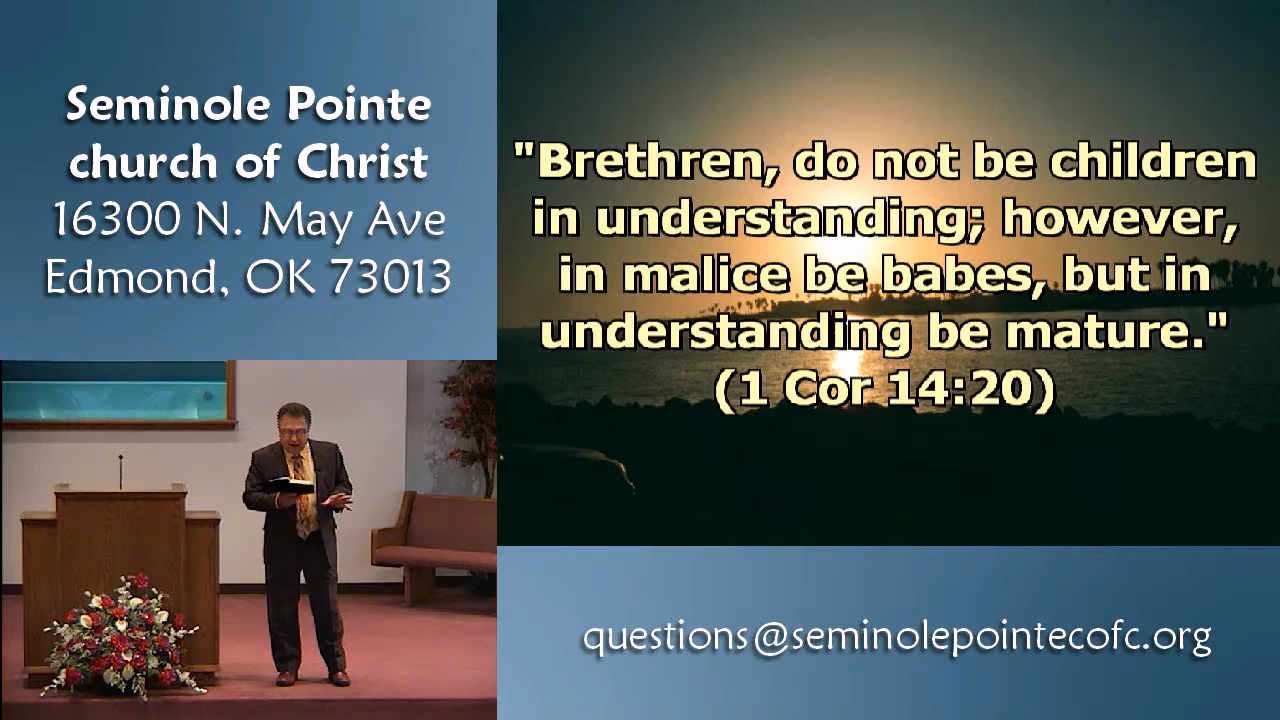 Seminole Pointe
church of Christ
16300 N. May Ave
Edmond, OK 73013
"Brethren, do not be children
in understanding; however,
in malice be babes, but in
understanding be mature."
(1 Cor 14:20)
questions@seminolepointecofc.org